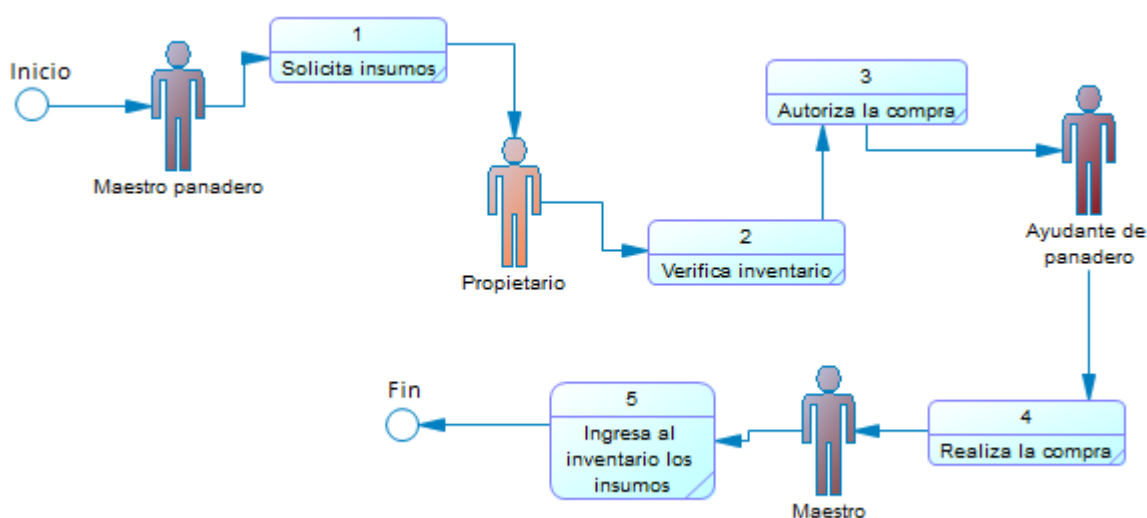 Inicio
Maestro panadero
1
Solicita insumos
Propietario
2
Verifica inventario
3
Autoriza la compra
Ayudante de
panadero
4
Realiza la compra
Maestro
5
Ingresa al
inventario los
insumos
Fin